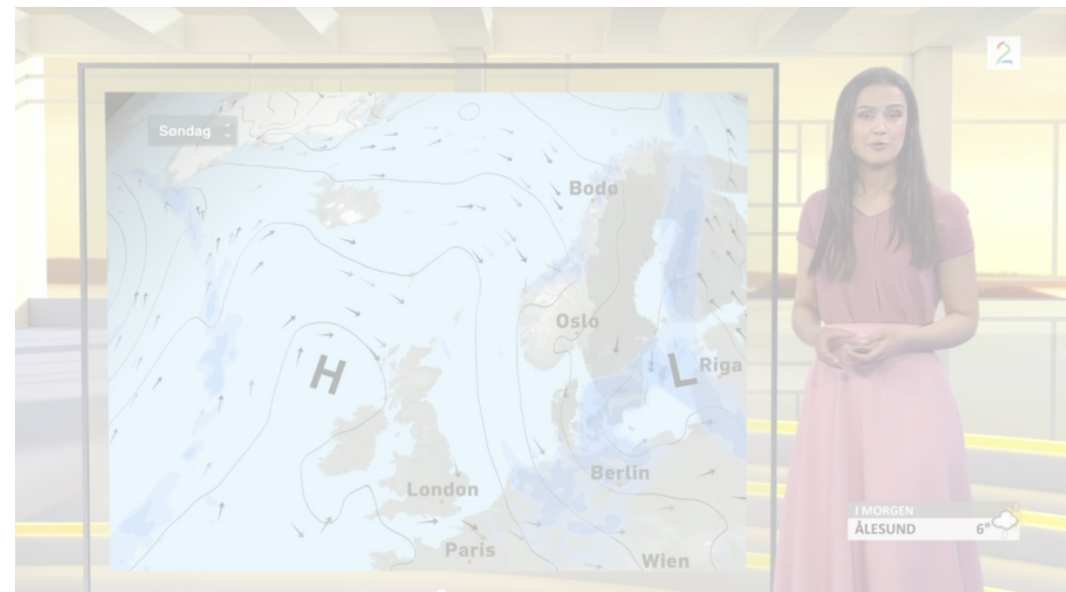 2
Søndag
Bodø
Oslo
H
L
Riga
Berlin
London
Paris
Wien
I MORGEN
ÅLESUND 6°